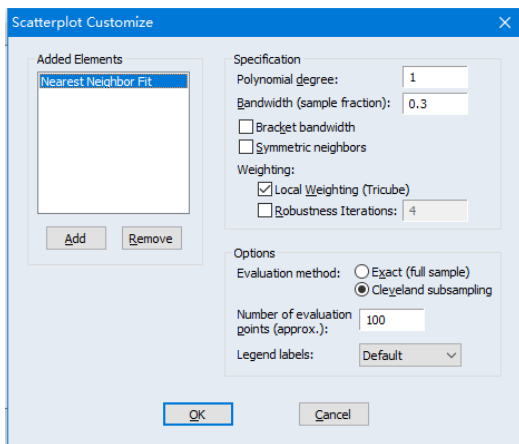 Scatterplot Customize
Added Elements
Nearest Neighbor Fit
Add
Remove
Specification
Polynomial degree:
1
Bandwidth (sample fraction):
0.3
Bracket bandwidth
Symmetric neighbors
Weighting:
Local Weighting (Tricube)
Robustness Iterations:
4
Options
Evaluation method:
Exact (full sample)
Cleveland subsampling
Number of evaluation
points (approx.):
100
Legend labels:
Default
OK
Cancel